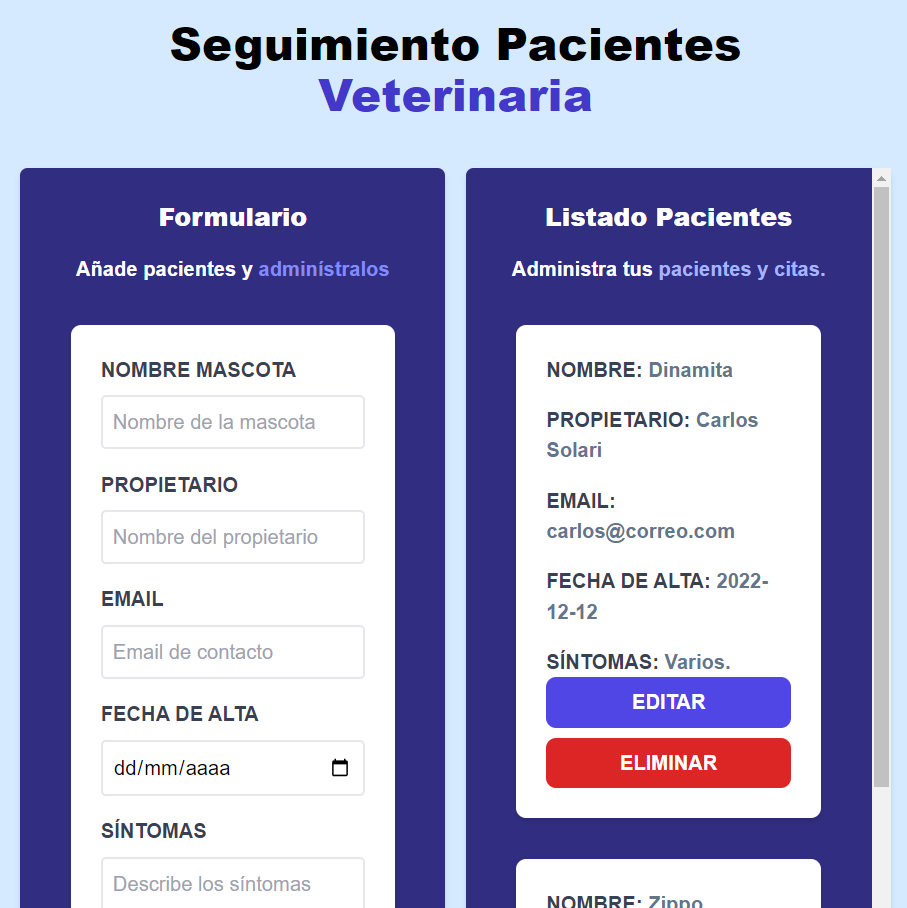 Seguimiento Pacientes
Veterinaria
Formulario
Añade pacientes y adminístralos
NOMBRE MASCOTA
Nombre de la mascota
PROPIETARIO
Nombre del propietario
EMAIL
Email de contacto
FECHA DE ALTA
dd/mm/aaaa
SÍNTOMAS
Describe los síntomas
Listado Pacientes
Administra tus pacientes y citas.
NOMBRE: Dinamita
PROPIETARIO: Carlos
Solari
EMAIL:
carlos@correo.com
FECHA DE ALTA: 2022-
12-12
SÍNTOMAS: Varios.
EDITAR
ELIMINAR
NOMBRE: Zippo